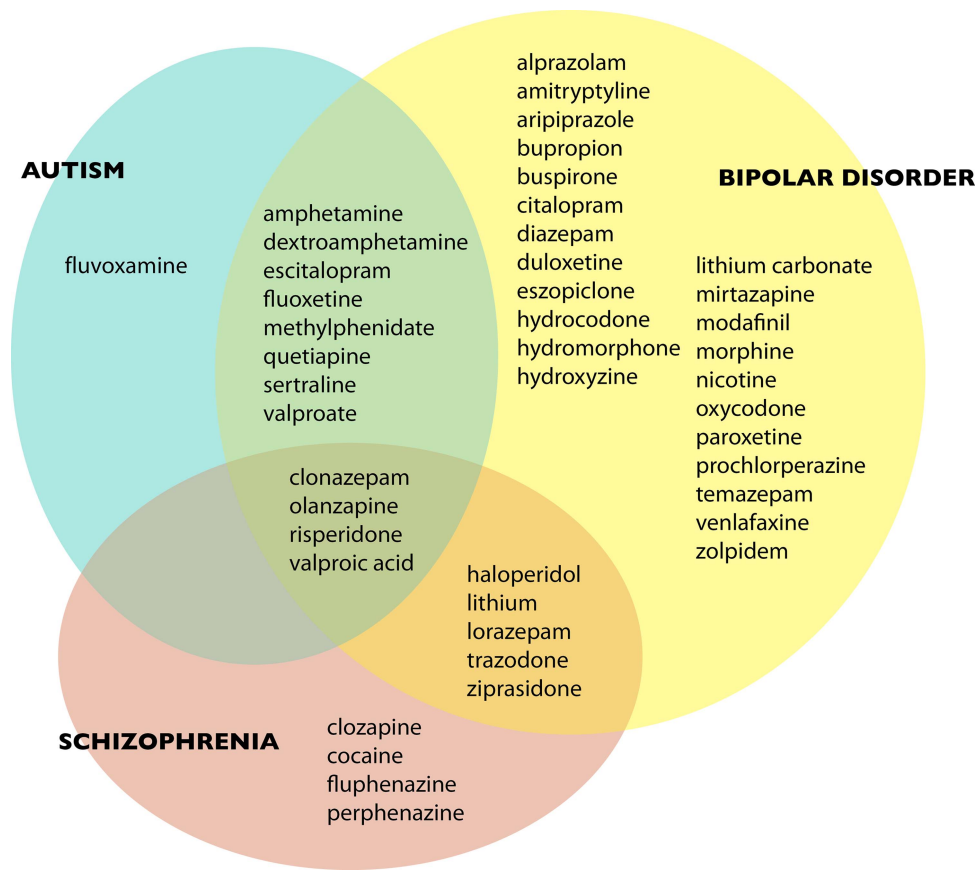 AUTISM
fluvoxamine
amphetamine
dextroamphetamine
escitalopram
fluoxetine
methylphenidate
quetiapine
sertraline
valproate
alprazolam
amitryptyline
aripiprazole
bupropion
buspirone
citalopram
diazepam
duloxetine
eszopiclone
hydrocodone
hydromorphone
hydroxyzine
BIPOLAR DISORDER
lithium carbonate
mirtazapine
modafinil
morphine
nicotine
oxycodone
paroxetine
prochlorperazine
temazepam
venlafaxine
zolpidem
clonazepam
olanzapine
risperidone
valproic acid
haloperidol
lithium
lorazepam
trazodone
ziprasidone
SCHIZOPHRENIA
clozapine
cocaine
fluphenazine
perphenazine